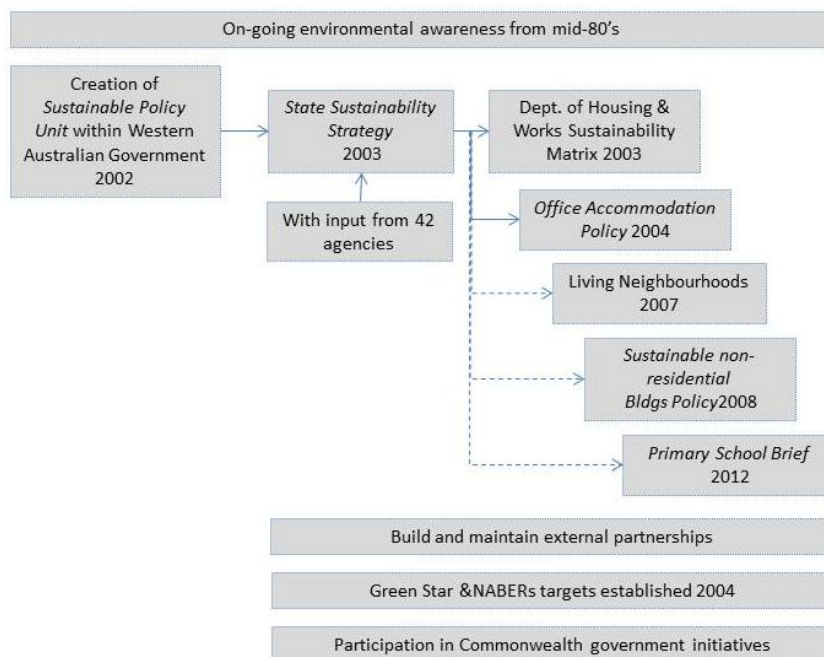 On-going environmental awareness from mid-80's
Creation of
Sustainable Policy
Unit within Western
Australian Government
2002
State Sustainability
Strategy
2003
Dept. of Housing &
Works Sustainability
Matrix 2003
With input from 42
agencies
Office Accommodation
Policy 2004
Living Neighbourhoods
2007
Sustainable non-
residential
Bldgs Policy2008
Primary School Brief
2012
Build and maintain external partnerships
Green Star &NABERs targets established 2004
Participation in Commonwealth government initiatives